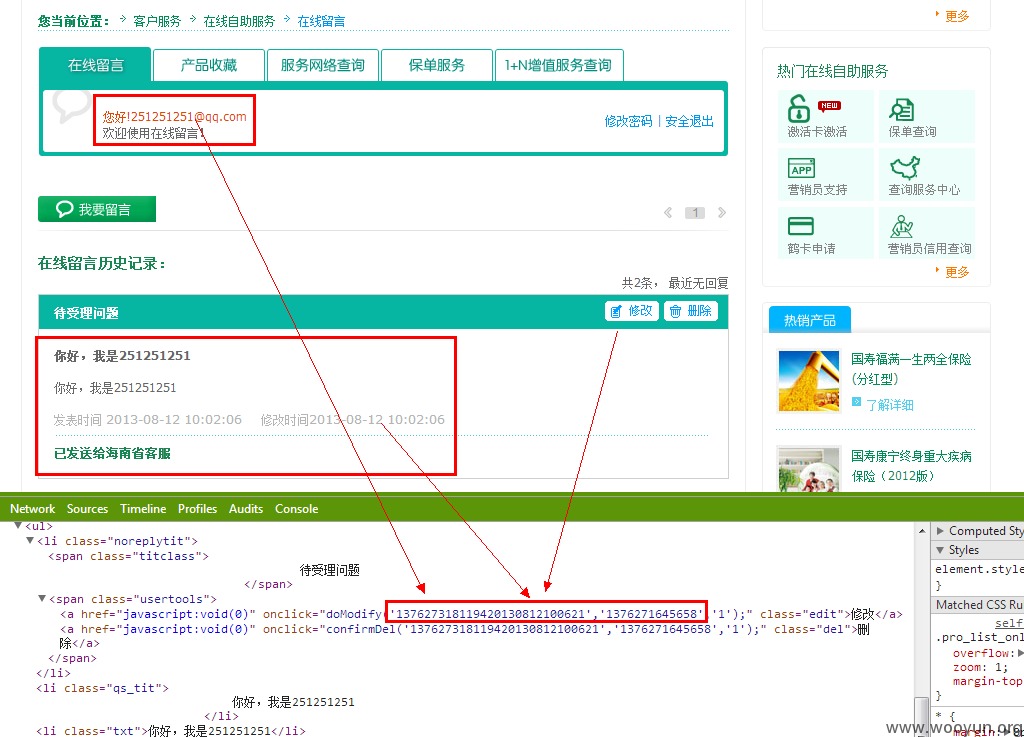 您当前位置： 客户服务 在线自助服务 在线留言
更多
在线留言 产品收藏 服务网络查询 保单服务 1+N增值服务查询
您好!251251251@qq.com
欢迎使用在线留言!
修改密码 | 安全退出
热门在线自助服务
激活卡激活 NEW
保单查询
APP
营销员支持
查询服务中心
鹤卡申请
营销员信用查询
更多
我要留言
1
在线留言历史记录：
共2条， 最近无回复
待受理问题 修改 删除
你好，我是251251251
你好，我是251251251
发表时间 2013-08-12 10:02:06 修改时间2013-08-12 10:02:06
已发送给海南省客服
热销产品
国寿福满一生两全保险
(分红型)
了解详细
国寿康宁终身重大疾病
保险（2012版）
Network Sources Timeline Profiles Audits Console
▼<ul>
▼<li class="noreplytit">
<span class="titclass">
待受理问题
</span>
▼<span class="usertools">
<a href="javascript:void(0)" onclick="doModify('137627318119420130812100621','1376271645658','1');" class="edit">修改</a>
<a href="javascript:void(0)" onclick="confirmDel('137627318119420130812100621','1376271645658','1');" class="del">删
除</a>
</span>
</li>
<li class="qs_tit">
你好，我是251251251
</li>
<li class="txt">你好，我是251251251</li>
▶ Computed Sty
▼ Styles
element.style
}
Matched CSS Ru
self
.pro_list_onl
overflow:▶
zoom: 1;
margin-top
}
* {
margin:▶
www.wooyun.org